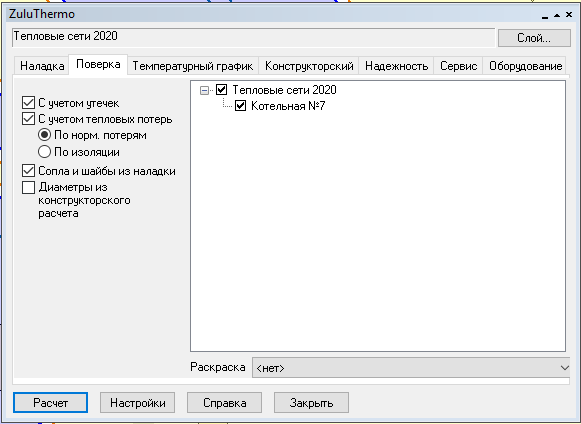 ZuluThermo
Тепловые сети 2020
Слой...
Наладка Поверка Температурный график Конструкторский Надежность Сервис Оборудование
С учетом утечек
С учетом тепловых потерь
По норм. потерям
По изоляции
Сопла и шайбы из наладки
Диаметры из
конструкторского
расчета
Тепловые сети 2020
Котельная №7
Раскраска
<нет>
Расчет
Настройки
Справка
Закрыть